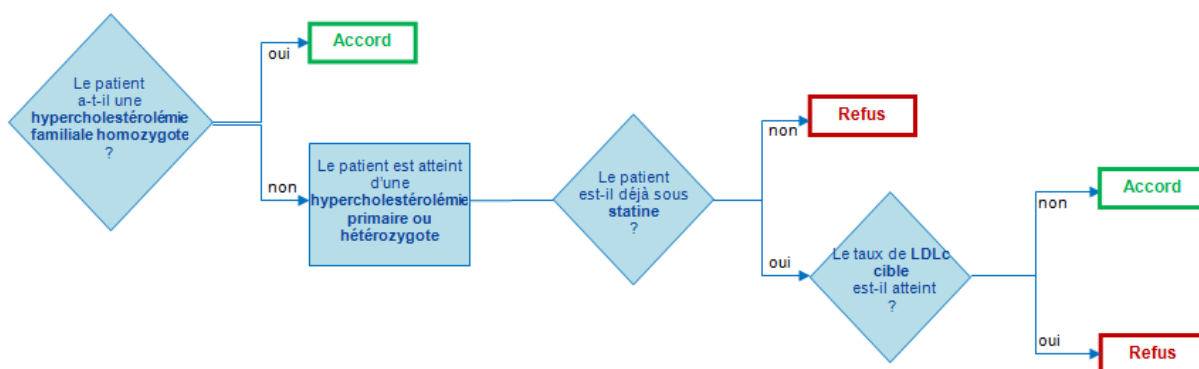 Le patient
a-t-il une
hypercholestérolémie
familiale homozygote
?
oui
Accord
non
Le patient est atteint
d'une
hypercholestérolémie
primaire ou
hétérozygote
Le patient
est-il déjà sous
statine
?
non
Refus
oui
Le taux de LDLc
cible
est-il atteint
?
non
Accord
oui
Refus